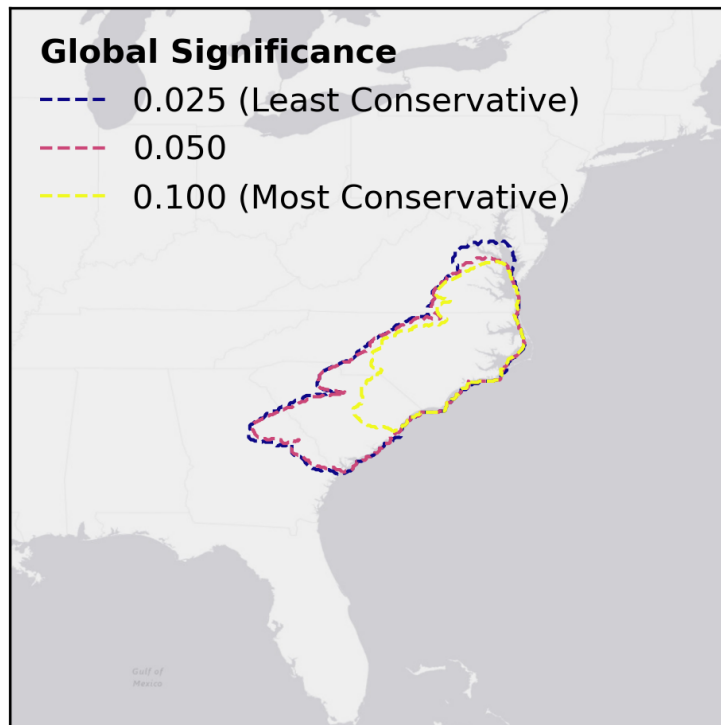 Global Significance
0.025 (Least Conservative)
0.050
0.100 (Most Conservative)
Gulf of
Mexico